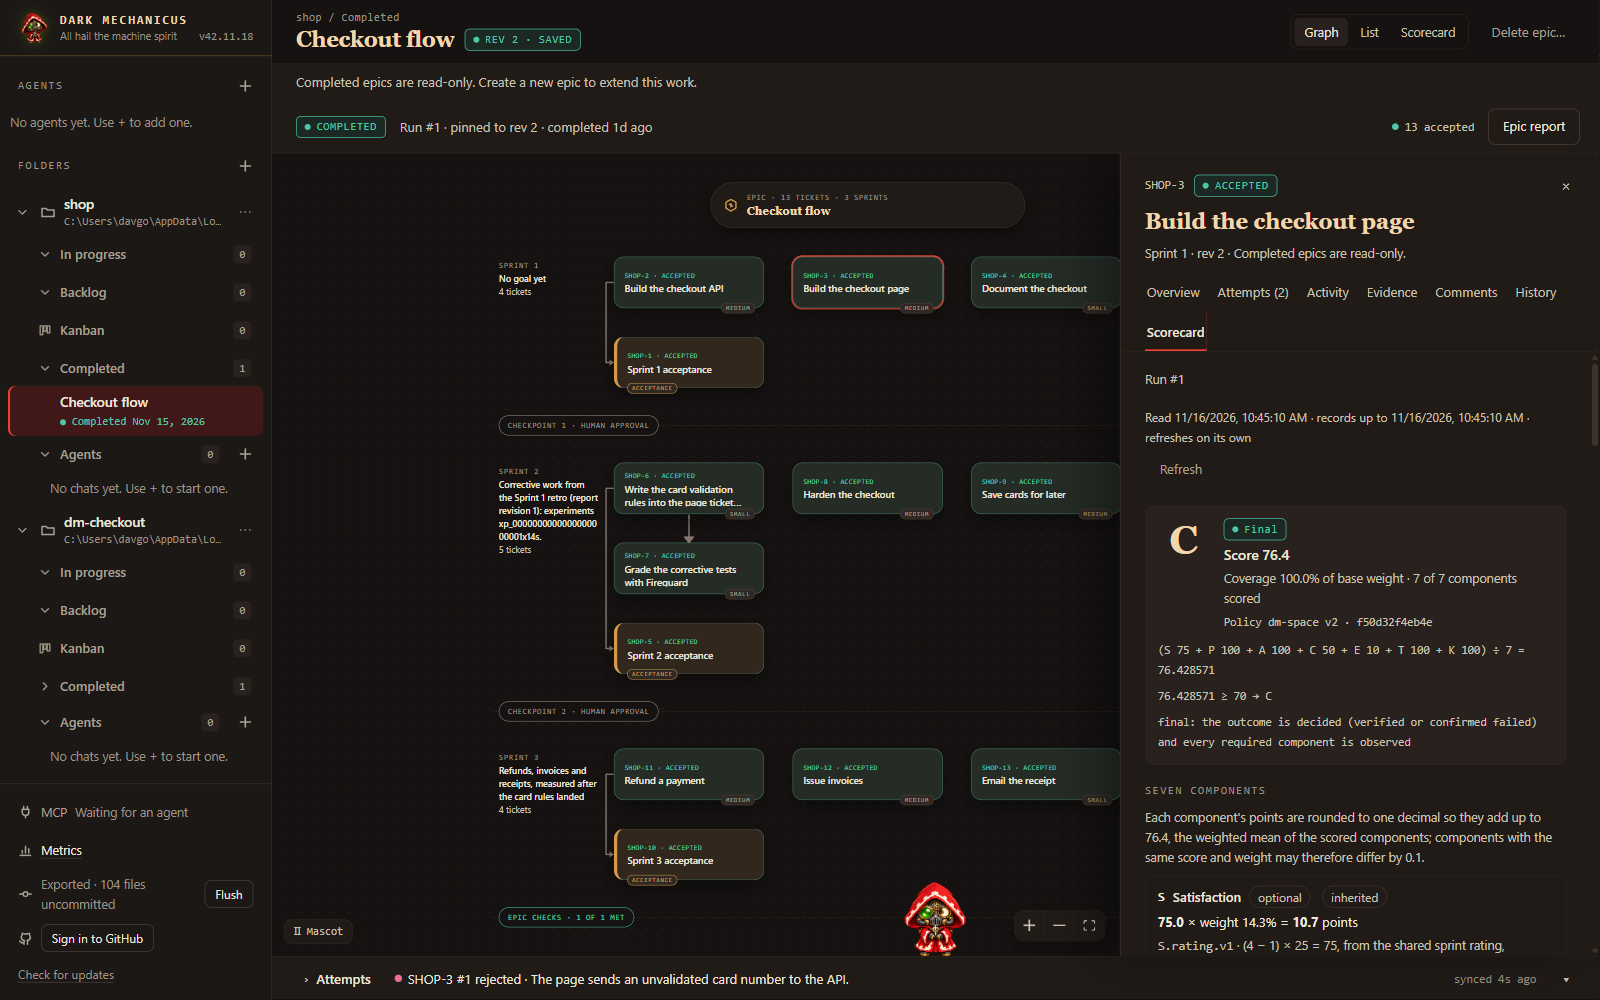 DARK MECHANICUS
All hail the machine spirit v42.11.18
AGENTS
No agents yet. Use + to add one.
FOLDERS
shop
C:\Users\davgo\AppData\Lo…
In progress 0
Backlog 0
Kanban 0
Completed 1
Checkout flow
Completed Nov 15, 2026
Agents 0
No chats yet. Use + to start one.
dm-checkout
C:\Users\davgo\AppData\Lo…
In progress 0
Backlog 0
Kanban 0
Completed 1
Agents 0
No chats yet. Use + to start one.
MCP Waiting for an agent
Metrics
Exported · 104 files
uncommitted
Flush
Sign in to GitHub
Check for updates
shop / Completed
Checkout flow
REV 2 · SAVED
Graph List Scorecard Delete epic...
Completed epics are read-only. Create a new epic to extend this work.
COMPLETED Run #1 · pinned to rev 2 · completed 1d ago
13 accepted Epic report
EPIC · 13 TICKETS · 3 SPRINTS
Checkout flow
SPRINT 1
No goal yet
4 tickets
SHOP-2 · ACCEPTED
Build the checkout API
MEDIUM
SHOP-3 · ACCEPTED
Build the checkout page
MEDIUM
SHOP-4 · ACCEPTED
Document the checkout
SMALL
SHOP-1 · ACCEPTED
Sprint 1 acceptance
ACCEPTANCE
CHECKPOINT 1 · HUMAN APPROVAL
SPRINT 2
Corrective work from
the Sprint 1 retro (report
revision 1): experiments
xp_00000000000000000
00001x14s.
5 tickets
SHOP-6 · ACCEPTED
Write the card validation
rules into the page ticket...
SMALL
SHOP-8 · ACCEPTED
Harden the checkout
MEDIUM
SHOP-9 · ACCEPTED
Save cards for later
MEDIUM
SHOP-7 · ACCEPTED
Grade the corrective tests
with Fireguard
SMALL
SHOP-5 · ACCEPTED
Sprint 2 acceptance
ACCEPTANCE
CHECKPOINT 2 · HUMAN APPROVAL
SPRINT 3
Refunds, invoices and
receipts, measured after
the card rules landed
4 tickets
SHOP-11 · ACCEPTED
Refund a payment
MEDIUM
SHOP-12 · ACCEPTED
Issue invoices
MEDIUM
SHOP-13 · ACCEPTED
Email the receipt
SMALL
SHOP-10 · ACCEPTED
Sprint 3 acceptance
ACCEPTANCE
EPIC CHECKS · 1 OF 1 MET
Mascot
SHOP-3 ACCEPTED
Build the checkout page
Sprint 1 · rev 2 · Completed epics are read-only.
Overview Attempts (2) Activity Evidence Comments History
Scorecard
Run #1
Read 11/16/2026, 10:45:10 AM · records up to 11/16/2026, 10:45:10 AM ·
refreshes on its own
Refresh
C
Final
Score 76.4
Coverage 100.0% of base weight · 7 of 7 components
scored
Policy dm-space v2 · f50d32f4eb4e
(S 75 + P 100 + A 100 + C 50 + E 10 + T 100 + K 100) ÷ 7 =
76.428571
76.428571 ≥ 70 → C
final: the outcome is decided (verified or confirmed failed)
and every required component is observed
SEVEN COMPONENTS
Each component's points are rounded to one decimal so they add up to
76.4, the weighted mean of the scored components; components with the
same score and weight may therefore differ by 0.1.
S Satisfaction optional inherited
75.0 × weight 14.3% = 10.7 points
S.rating.v1 · (4 − 1) × 25 = 75, from the shared sprint rating,
Attempts SHOP-3 #1 rejected · The page sends an unvalidated card number to the API.
synced 4s ago